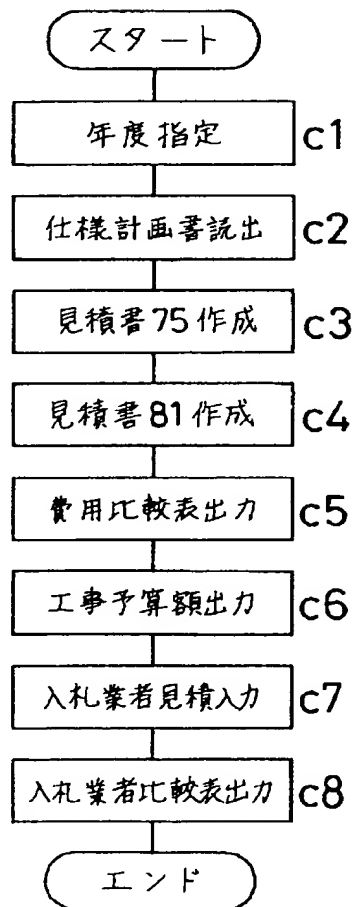 スタート
年度指定 c1
仕様計画書読出 c2
見積書75作成 c3
見積書81作成 c4
費用比較表出力 c5
工事予算額出力 c6
入札業者見積入力 c7
入札業者比較表出力 c8
エンド